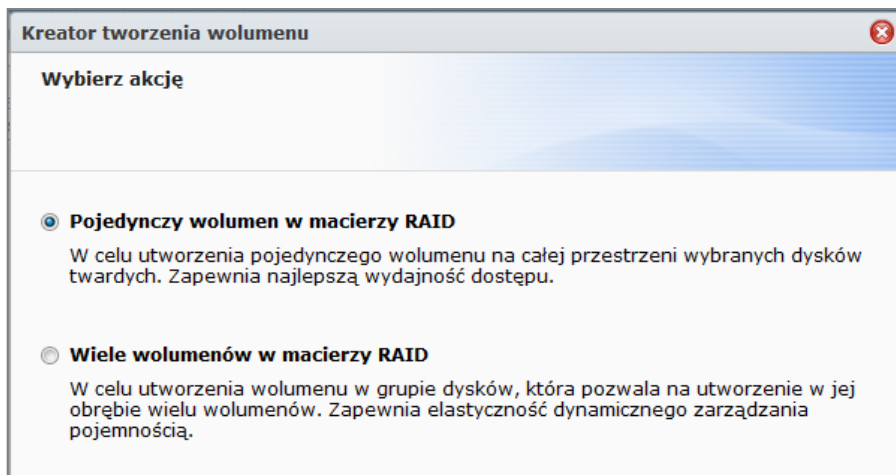 Kreator tworzenia wolumenu
Wybierz akcję
Pojedynczy wolumen w macierzy RAID
W celu utworzenia pojedynczego wolumenu na całej przestrzeni wybranych dysków
twardych. Zapewnia najlepszą wydajność dostępu.
Wiele wolumenów w macierzy RAID
W celu utworzenia wolumenu w grupie dysków, która pozwala na utworzenie w jej
obrębie wielu wolumenów. Zapewnia elastyczność dynamicznego zarządzania
pojemnością.